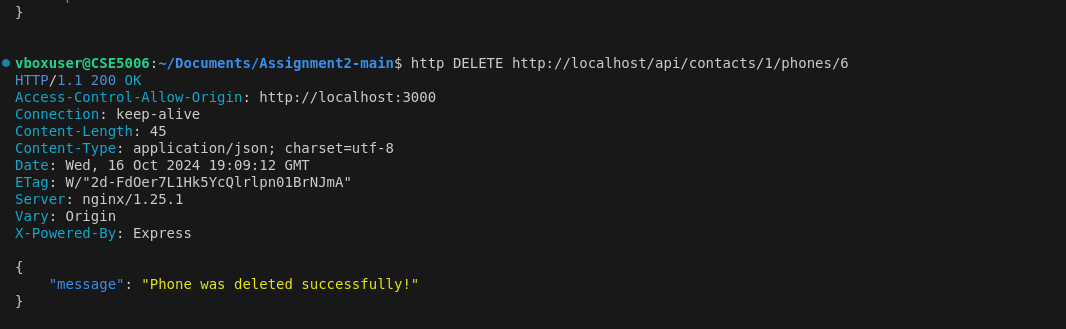 }
vboxuser@CSE5006:~/Documents/Assignment2-main$ http DELETE http://localhost/api/contacts/1/phones/6
HTTP/1.1 200 OK
Access-Control-Allow-Origin: http://localhost:3000
Connection: keep-alive
Content-Length: 45
Content-Type: application/json; charset=utf-8
Date: Wed, 16 Oct 2024 19:09:12 GMT
ETag: W/"2d-FdOer7L1Hk5YcQlrlpn01BrNJmA"
Server: nginx/1.25.1
Vary: Origin
X-Powered-By: Express
{
    "message": "Phone was deleted successfully!"
}